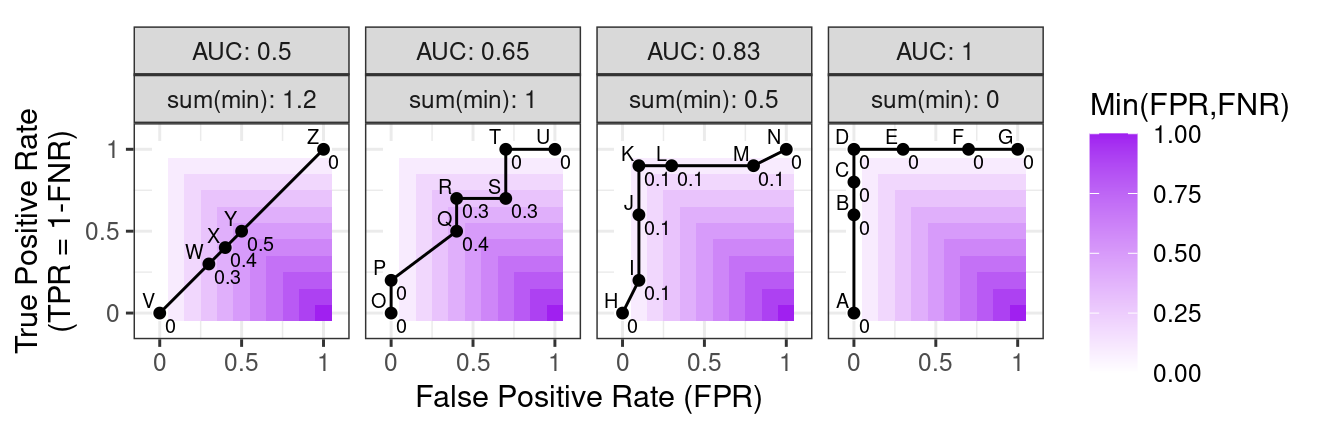 AUC: 0.5
AUC: 0.65
AUC: 0.83
AUC: 1
sum(min): 1.2
sum(min): 1
sum(min): 0.5
sum(min): 0
True Positive Rate
(TPR = 1-FNR)
1
0.5
0
Z
0
Y
0.5
X
0.4
W
0.3
V
0
0
0.5
1
T
U
0
0
R
S
0.3
0.3
Q
0.4
P
0
O
0
0
0.5
1
N
0
K
L
M
0.1
0.1
0.1
J
0.1
I
0.1
H
0
0
0.5
1
D
E
F
G
0
0
0
0
C
0
B
0
A
0
0
0.5
1
False Positive Rate (FPR)
Min(FPR,FNR)
1.00
0.75
0.50
0.25
0.00